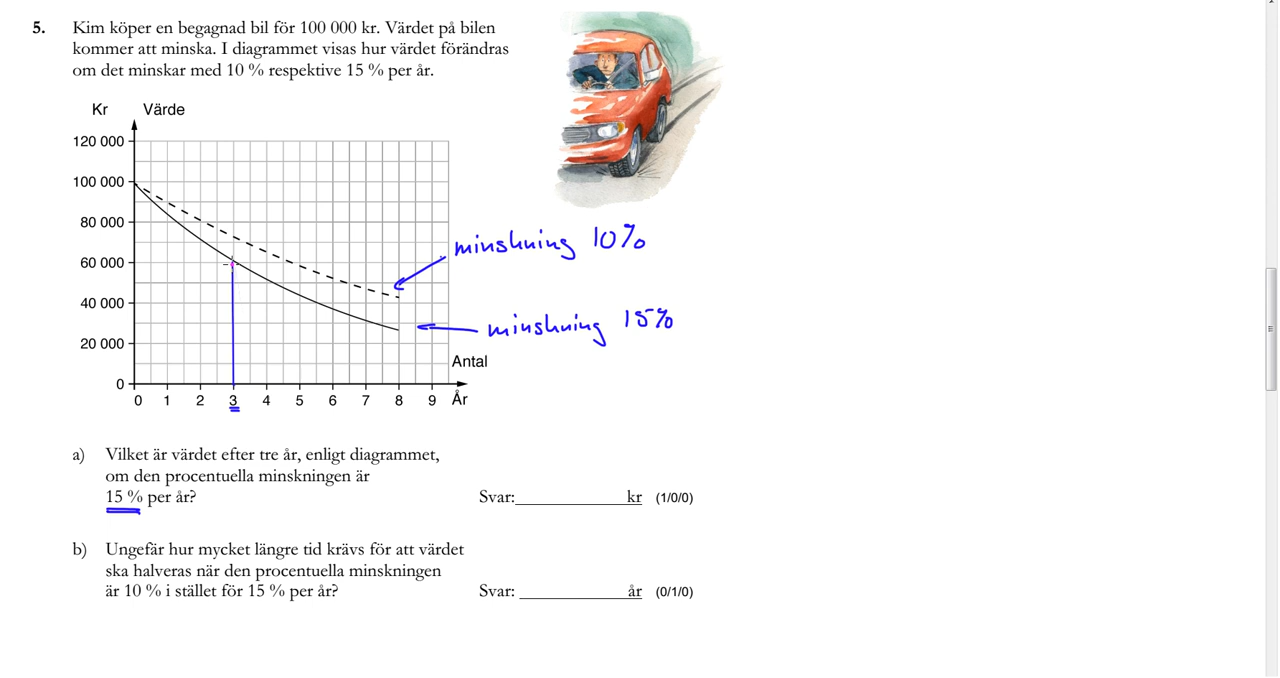 5. Kim köper en begagnad bil för 100 000 kr. Värdet på bilen
kommer att minska. I diagrammet visas hur värdet förändras
om det minskar med 10 % respektive 15 % per år.
Kr Värde
120 000
100 000
80 000
60 000
40 000
20 000
0
minskning 10%
minskning 15%
Antal
0 1 2 3 4 5 6 7 8 9 År
a) Vilket är värdet efter tre år, enligt diagrammet,
om den procentuella minskningen är
15 % per år? Svar:____________ kr (1/0/0)
b) Ungefär hur mycket längre tid krävs för att värdet
ska halveras när den procentuella minskningen
är 10 % i stället för 15 % per år? Svar: ____________ år (0/1/0)